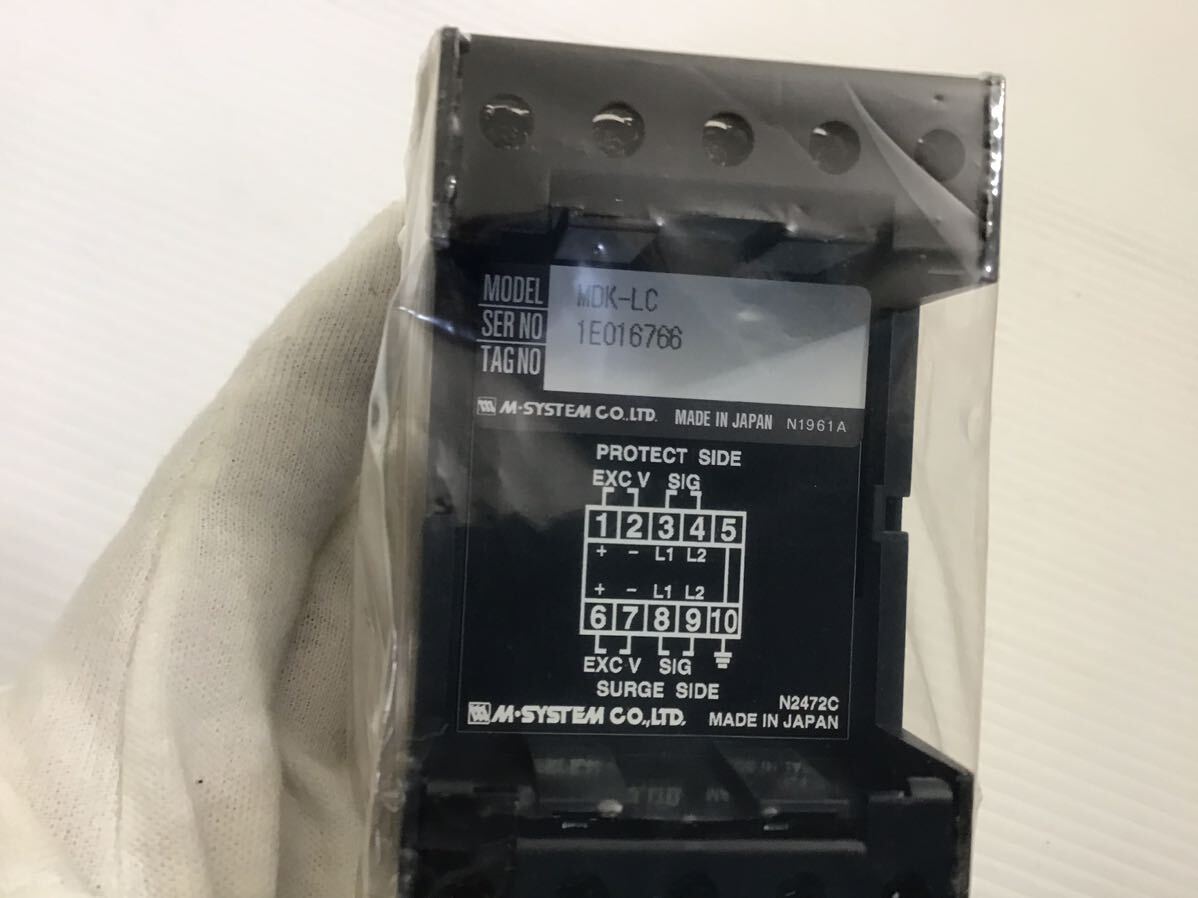 MODEL MDK-LC
SER NO 1E016766
TAG NO
M-SYSTEM CO.,LTD. MADE IN JAPAN N1961A
PROTECT SIDE
EXC V SIG
1 2 3 4 5
+ − L1 L2
+ − L1 L2
6 7 8 9 10
EXC V SIG
SURGE SIDE
N2472C
M-SYSTEM CO.,LTD. MADE IN JAPAN